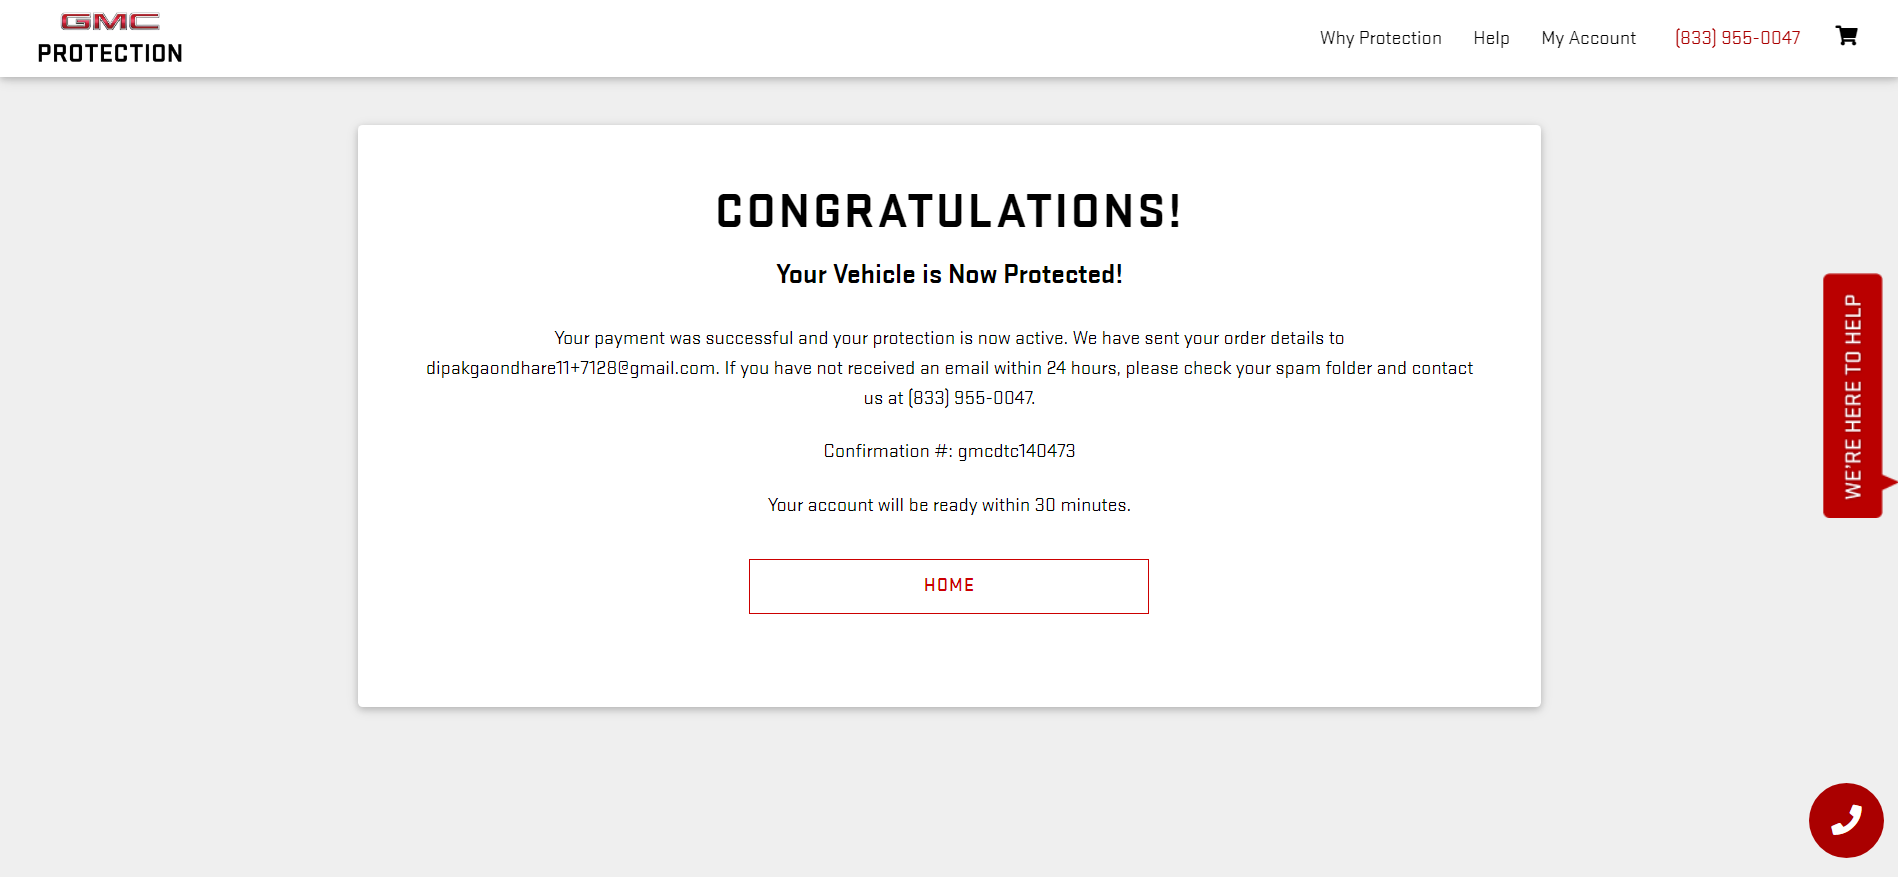 GMC
PROTECTION
Why Protection
Help
My Account
(833) 955-0047
CONGRATULATIONS!
Your Vehicle is Now Protected!
Your payment was successful and your protection is now active. We have sent your order details to
dipakgaondhare11+7128@gmail.com. If you have not received an email within 24 hours, please check your spam folder and contact
us at (833) 955-0047.
Confirmation #: gmcdtc140473
Your account will be ready within 30 minutes.
HOME
WE'RE HERE TO HELP